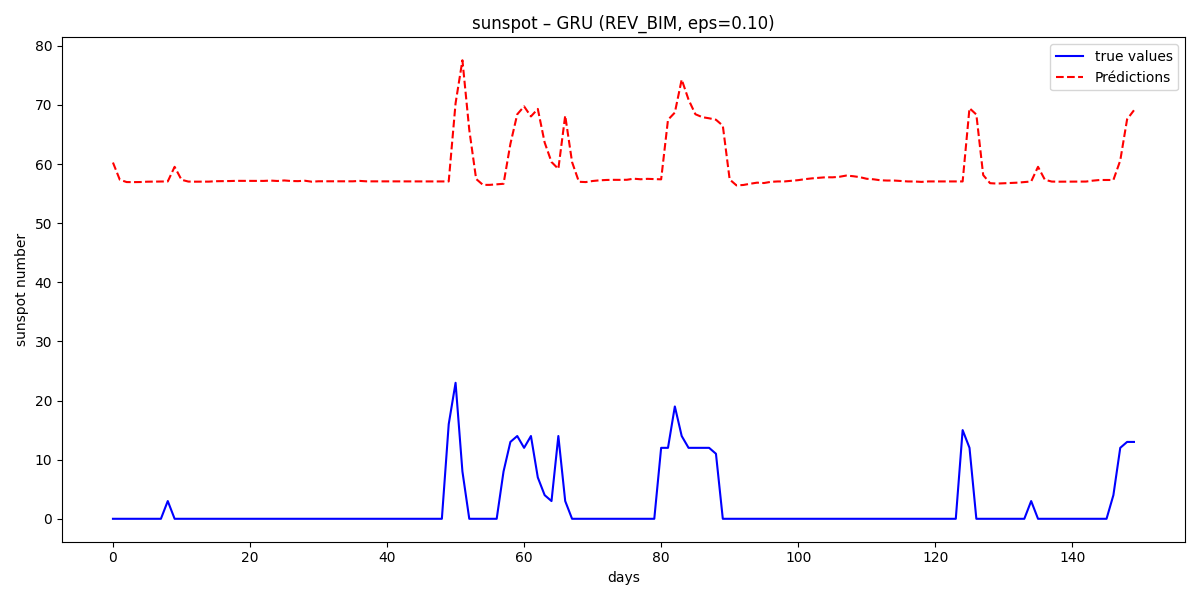 sunspot – GRU (REV_BIM, eps=0.10)
true values
Prédictions
sunspot number
80
70
60
50
40
30
20
10
0
0 20 40 60 80 100 120 140
days